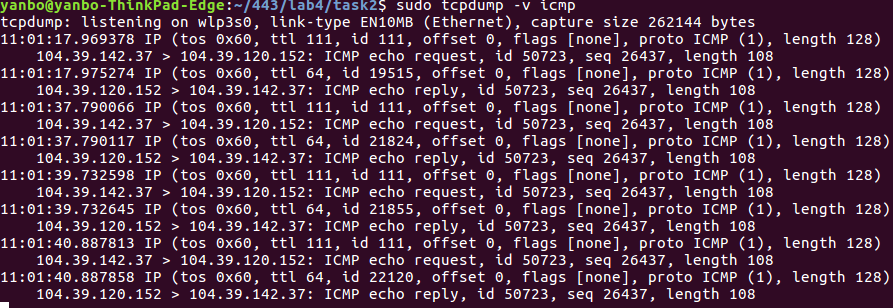 yanbo@yanbo-ThinkPad-Edge:~/443/lab4/task2$ sudo tcpdump -v icmp
tcpdump: listening on wlp3s0, link-type EN10MB (Ethernet), capture size 262144 bytes
11:01:17.969378 IP (tos 0x60, ttl 111, id 111, offset 0, flags [none], proto ICMP (1), length 128)
    104.39.142.37 > 104.39.120.152: ICMP echo request, id 50723, seq 26437, length 108
11:01:17.975274 IP (tos 0x60, ttl 64, id 19515, offset 0, flags [none], proto ICMP (1), length 128)
    104.39.120.152 > 104.39.142.37: ICMP echo reply, id 50723, seq 26437, length 108
11:01:37.790066 IP (tos 0x60, ttl 111, id 111, offset 0, flags [none], proto ICMP (1), length 128)
    104.39.142.37 > 104.39.120.152: ICMP echo request, id 50723, seq 26437, length 108
11:01:37.790117 IP (tos 0x60, ttl 64, id 21824, offset 0, flags [none], proto ICMP (1), length 128)
    104.39.120.152 > 104.39.142.37: ICMP echo reply, id 50723, seq 26437, length 108
11:01:39.732598 IP (tos 0x60, ttl 111, id 111, offset 0, flags [none], proto ICMP (1), length 128)
    104.39.142.37 > 104.39.120.152: ICMP echo request, id 50723, seq 26437, length 108
11:01:39.732645 IP (tos 0x60, ttl 64, id 21855, offset 0, flags [none], proto ICMP (1), length 128)
    104.39.120.152 > 104.39.142.37: ICMP echo reply, id 50723, seq 26437, length 108
11:01:40.887813 IP (tos 0x60, ttl 111, id 111, offset 0, flags [none], proto ICMP (1), length 128)
    104.39.142.37 > 104.39.120.152: ICMP echo request, id 50723, seq 26437, length 108
11:01:40.887858 IP (tos 0x60, ttl 64, id 22120, offset 0, flags [none], proto ICMP (1), length 128)
    104.39.120.152 > 104.39.142.37: ICMP echo reply, id 50723, seq 26437, length 108